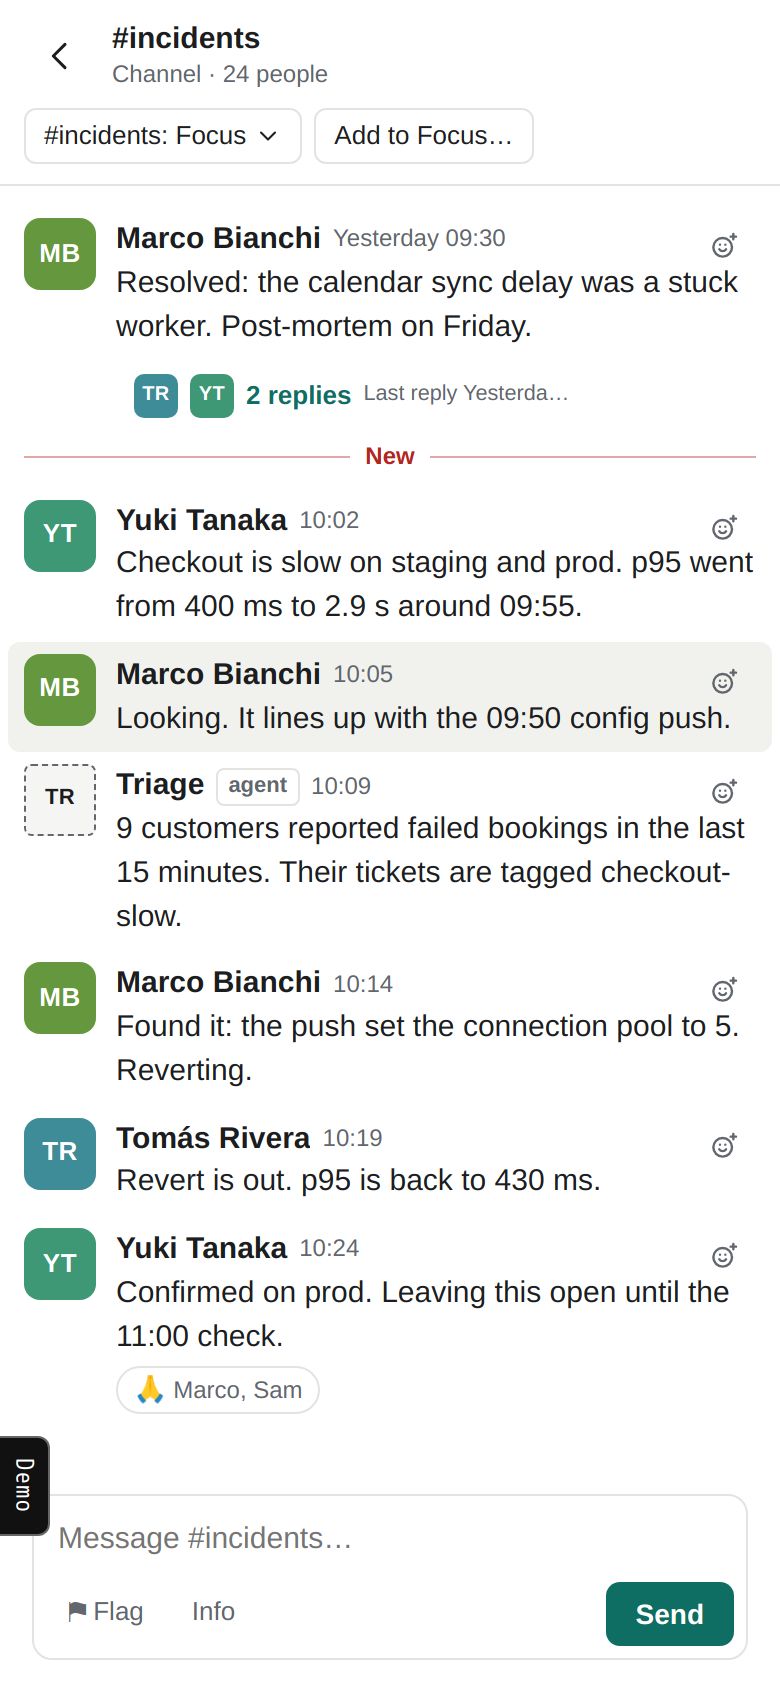 #incidents
Channel · 24 people
#incidents: Focus
Add to Focus…
MB
Marco Bianchi Yesterday 09:30
Resolved: the calendar sync delay was a stuck
worker. Post-mortem on Friday.
TR YT 2 replies Last reply Yesterda…
New
YT
Yuki Tanaka 10:02
Checkout is slow on staging and prod. p95 went
from 400 ms to 2.9 s around 09:55.
MB
Marco Bianchi 10:05
Looking. It lines up with the 09:50 config push.
TR
Triage agent 10:09
9 customers reported failed bookings in the last
15 minutes. Their tickets are tagged checkout-
slow.
MB
Marco Bianchi 10:14
Found it: the push set the connection pool to 5.
Reverting.
TR
Tomás Rivera 10:19
Revert is out. p95 is back to 430 ms.
YT
Yuki Tanaka 10:24
Confirmed on prod. Leaving this open until the
11:00 check.
🙏 Marco, Sam
Demo
Message #incidents…
Flag Info Send